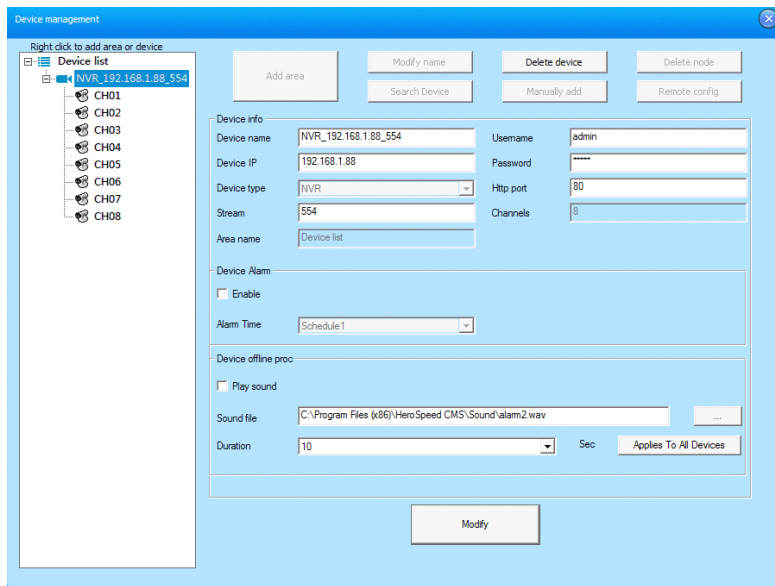 Device management
Right click to add area or device
Device list
NVR_192.168.1.88_554
CH01
CH02
CH03
CH04
CH05
CH06
CH07
CH08
Add area
Modify name
Delete device
Delete node
Search Device
Manually add
Remote config
Device info
Device name NVR_192.168.1.88_554 Username admin
Device IP 192.168.1.88 Password *****
Device type NVR Http port 80
Stream 554 Channels 8
Area name Device list
Device Alarm
Enable
Alarm Time Schedule1
Device offline proc
Play sound
Sound file C:\Program Files (x86)\HeroSpeed CMS\Sound\alarm2.wav ...
Duration 10 Sec Applies To All Devices
Modify